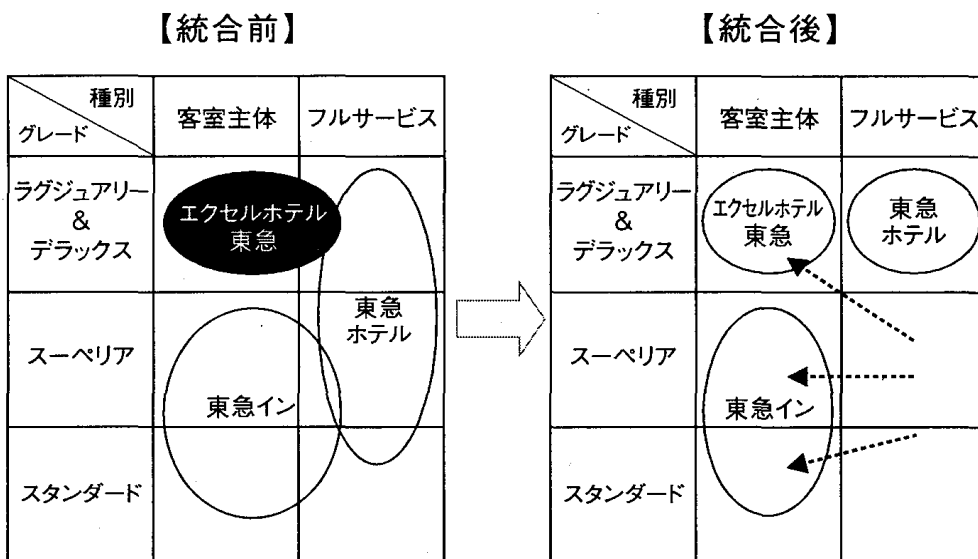 【統合前】
種別
グレード
客室主体
フルサービス
ラグジュアリー
&
デラックス
エクセルホテル
東急
東急
ホテル
スーペリア
東急イン
スタンダード
【統合後】
種別
グレード
客室主体
フルサービス
ラグジュアリー
&
デラックス
エクセルホテル
東急
東急
ホテル
スーペリア
東急イン
スタンダード